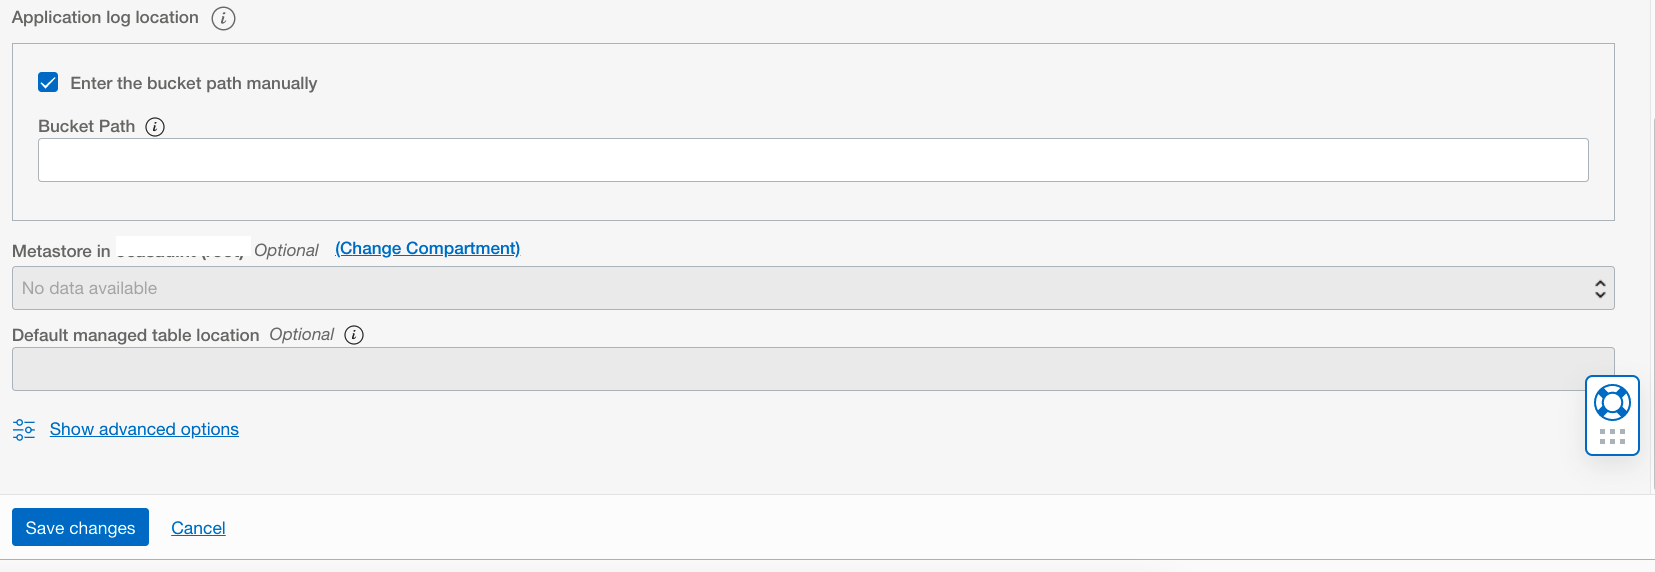 Application log location
Enter the bucket path manually
Bucket Path
Metastore in Optional (Change Compartment)
No data available
Default managed table location Optional
Show advanced options
Save changes Cancel